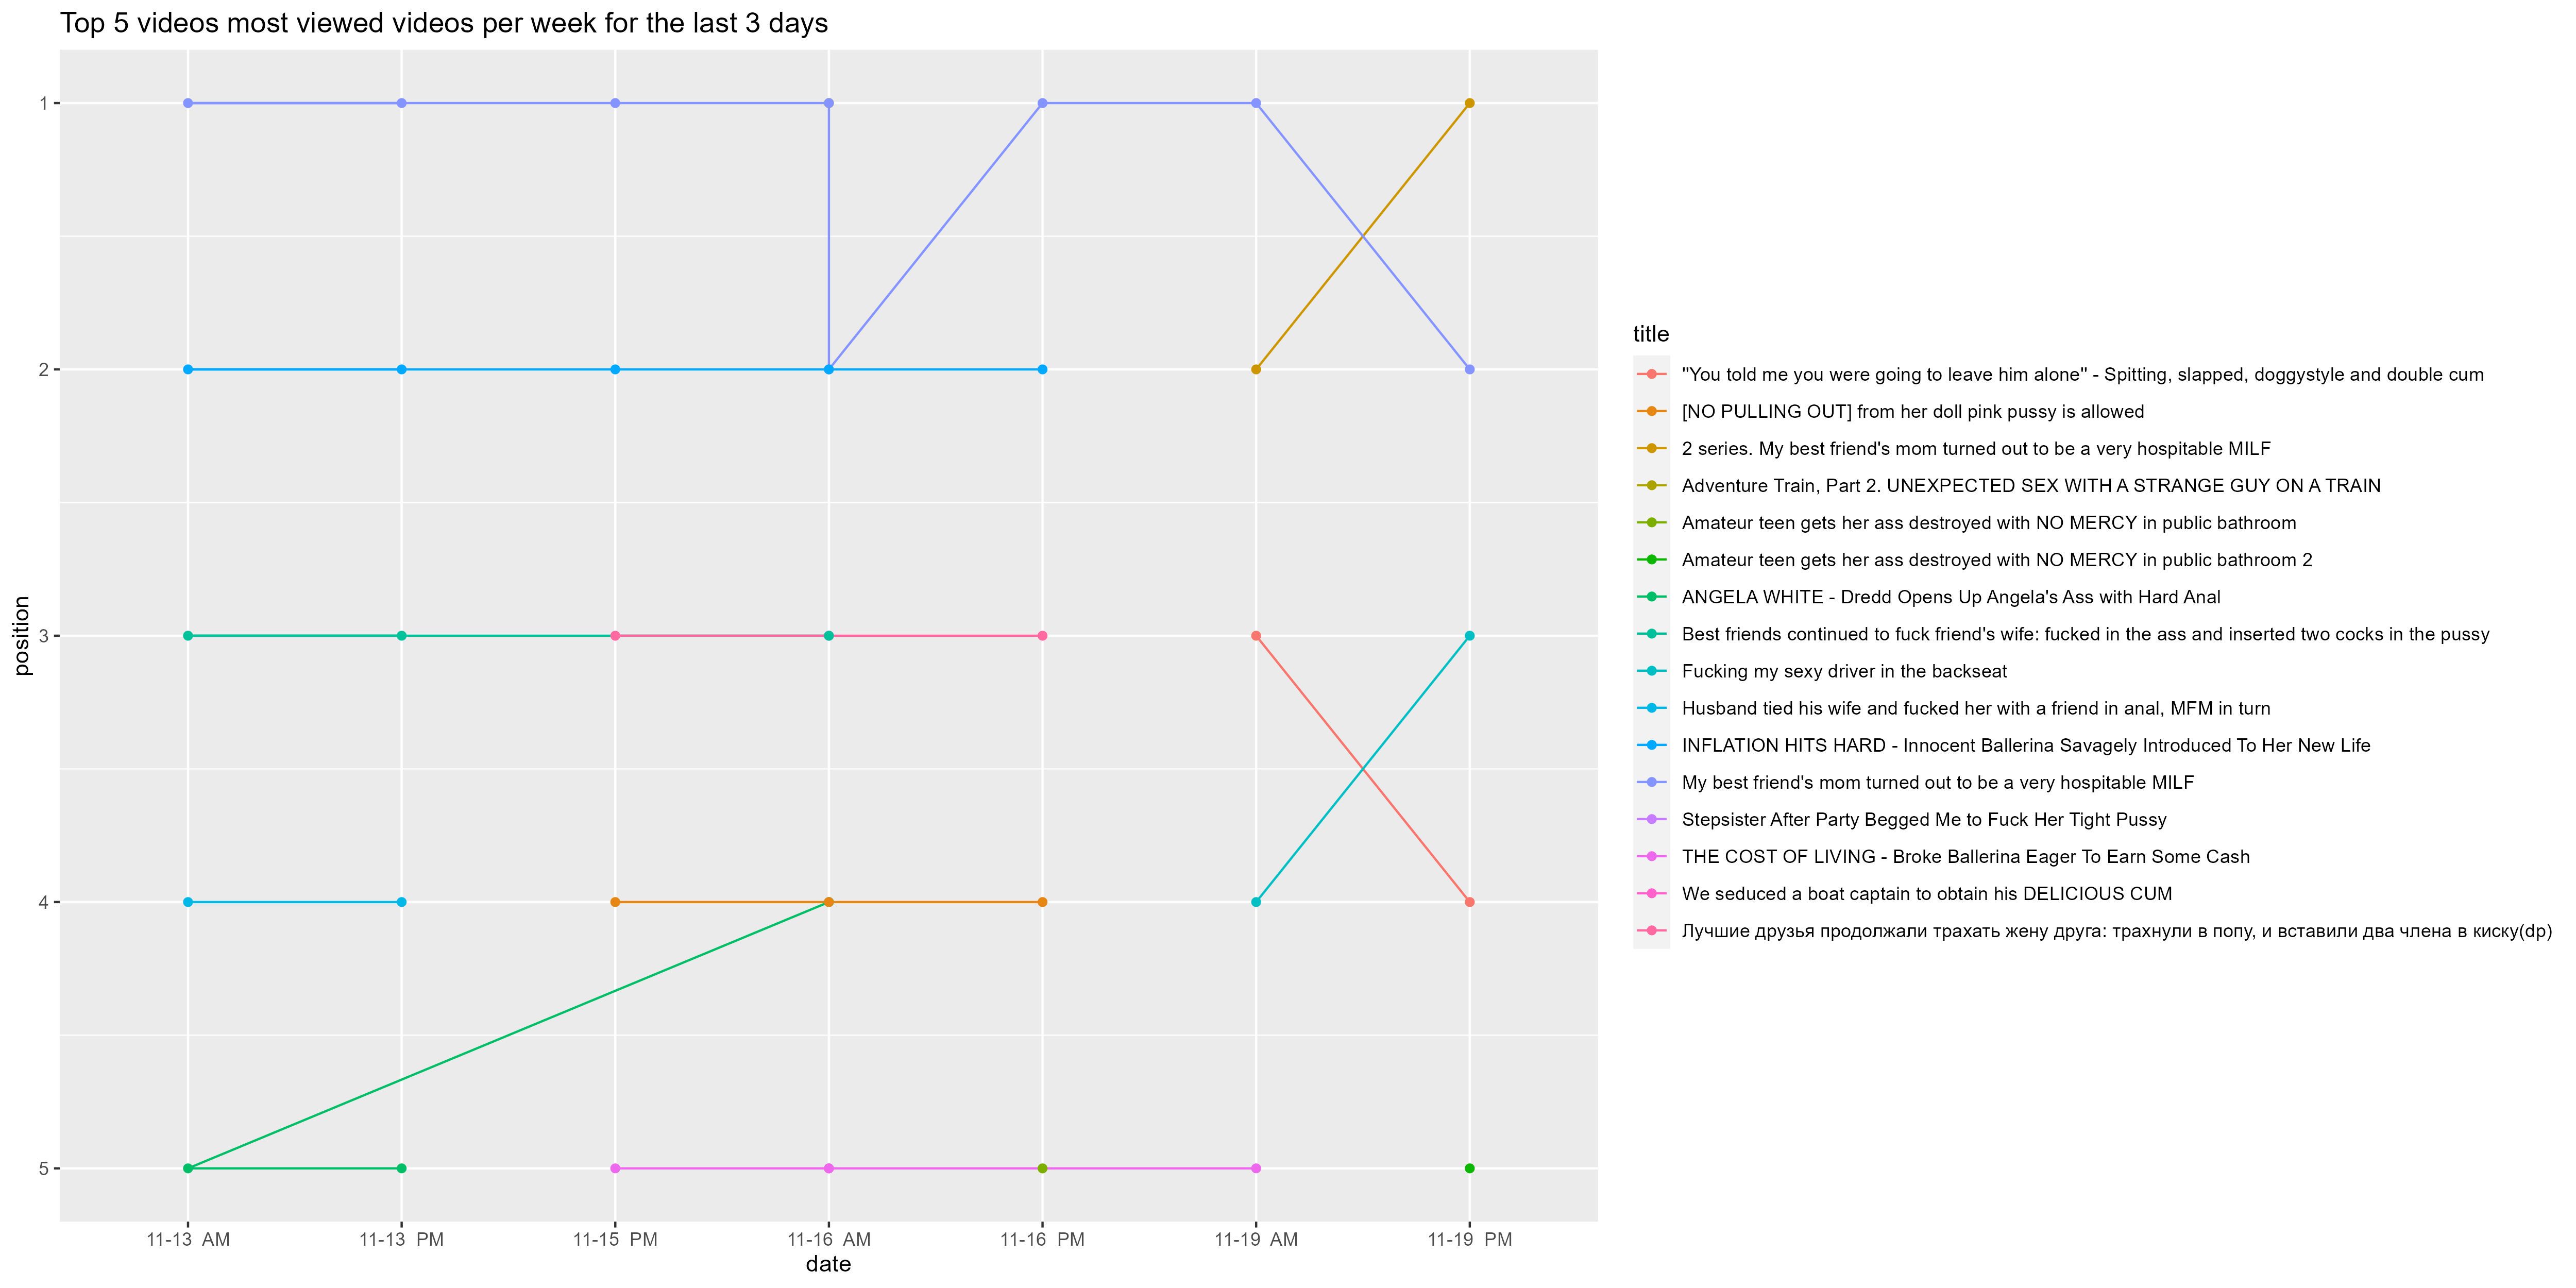 Top 5 videos most viewed videos per week for the last 3 days
1
2
3
4
5
position
11-13 AM
11-13 PM
11-15 PM
11-16 AM
11-16 PM
11-19 AM
11-19 PM
date
title
"You told me you were going to leave him alone" - Spitting, slapped, doggystyle and double cum
[NO PULLING OUT] from her doll pink pussy is allowed
2 series. My best friend's mom turned out to be a very hospitable MILF
Adventure Train, Part 2. UNEXPECTED SEX WITH A STRANGE GUY ON A TRAIN
Amateur teen gets her ass destroyed with NO MERCY in public bathroom
Amateur teen gets her ass destroyed with NO MERCY in public bathroom 2
ANGELA WHITE - Dredd Opens Up Angela's Ass with Hard Anal
Best friends continued to fuck friend's wife: fucked in the ass and inserted two cocks in the pussy
Fucking my sexy driver in the backseat
Husband tied his wife and fucked her with a friend in anal, MFM in turn
INFLATION HITS HARD - Innocent Ballerina Savagely Introduced To Her New Life
My best friend's mom turned out to be a very hospitable MILF
Stepsister After Party Begged Me to Fuck Her Tight Pussy
THE COST OF LIVING - Broke Ballerina Eager To Earn Some Cash
We seduced a boat captain to obtain his DELICIOUS CUM
Лучшие друзья продолжали трахать жену друга: трахнули в попу, и вставили два члена в киску(dp)